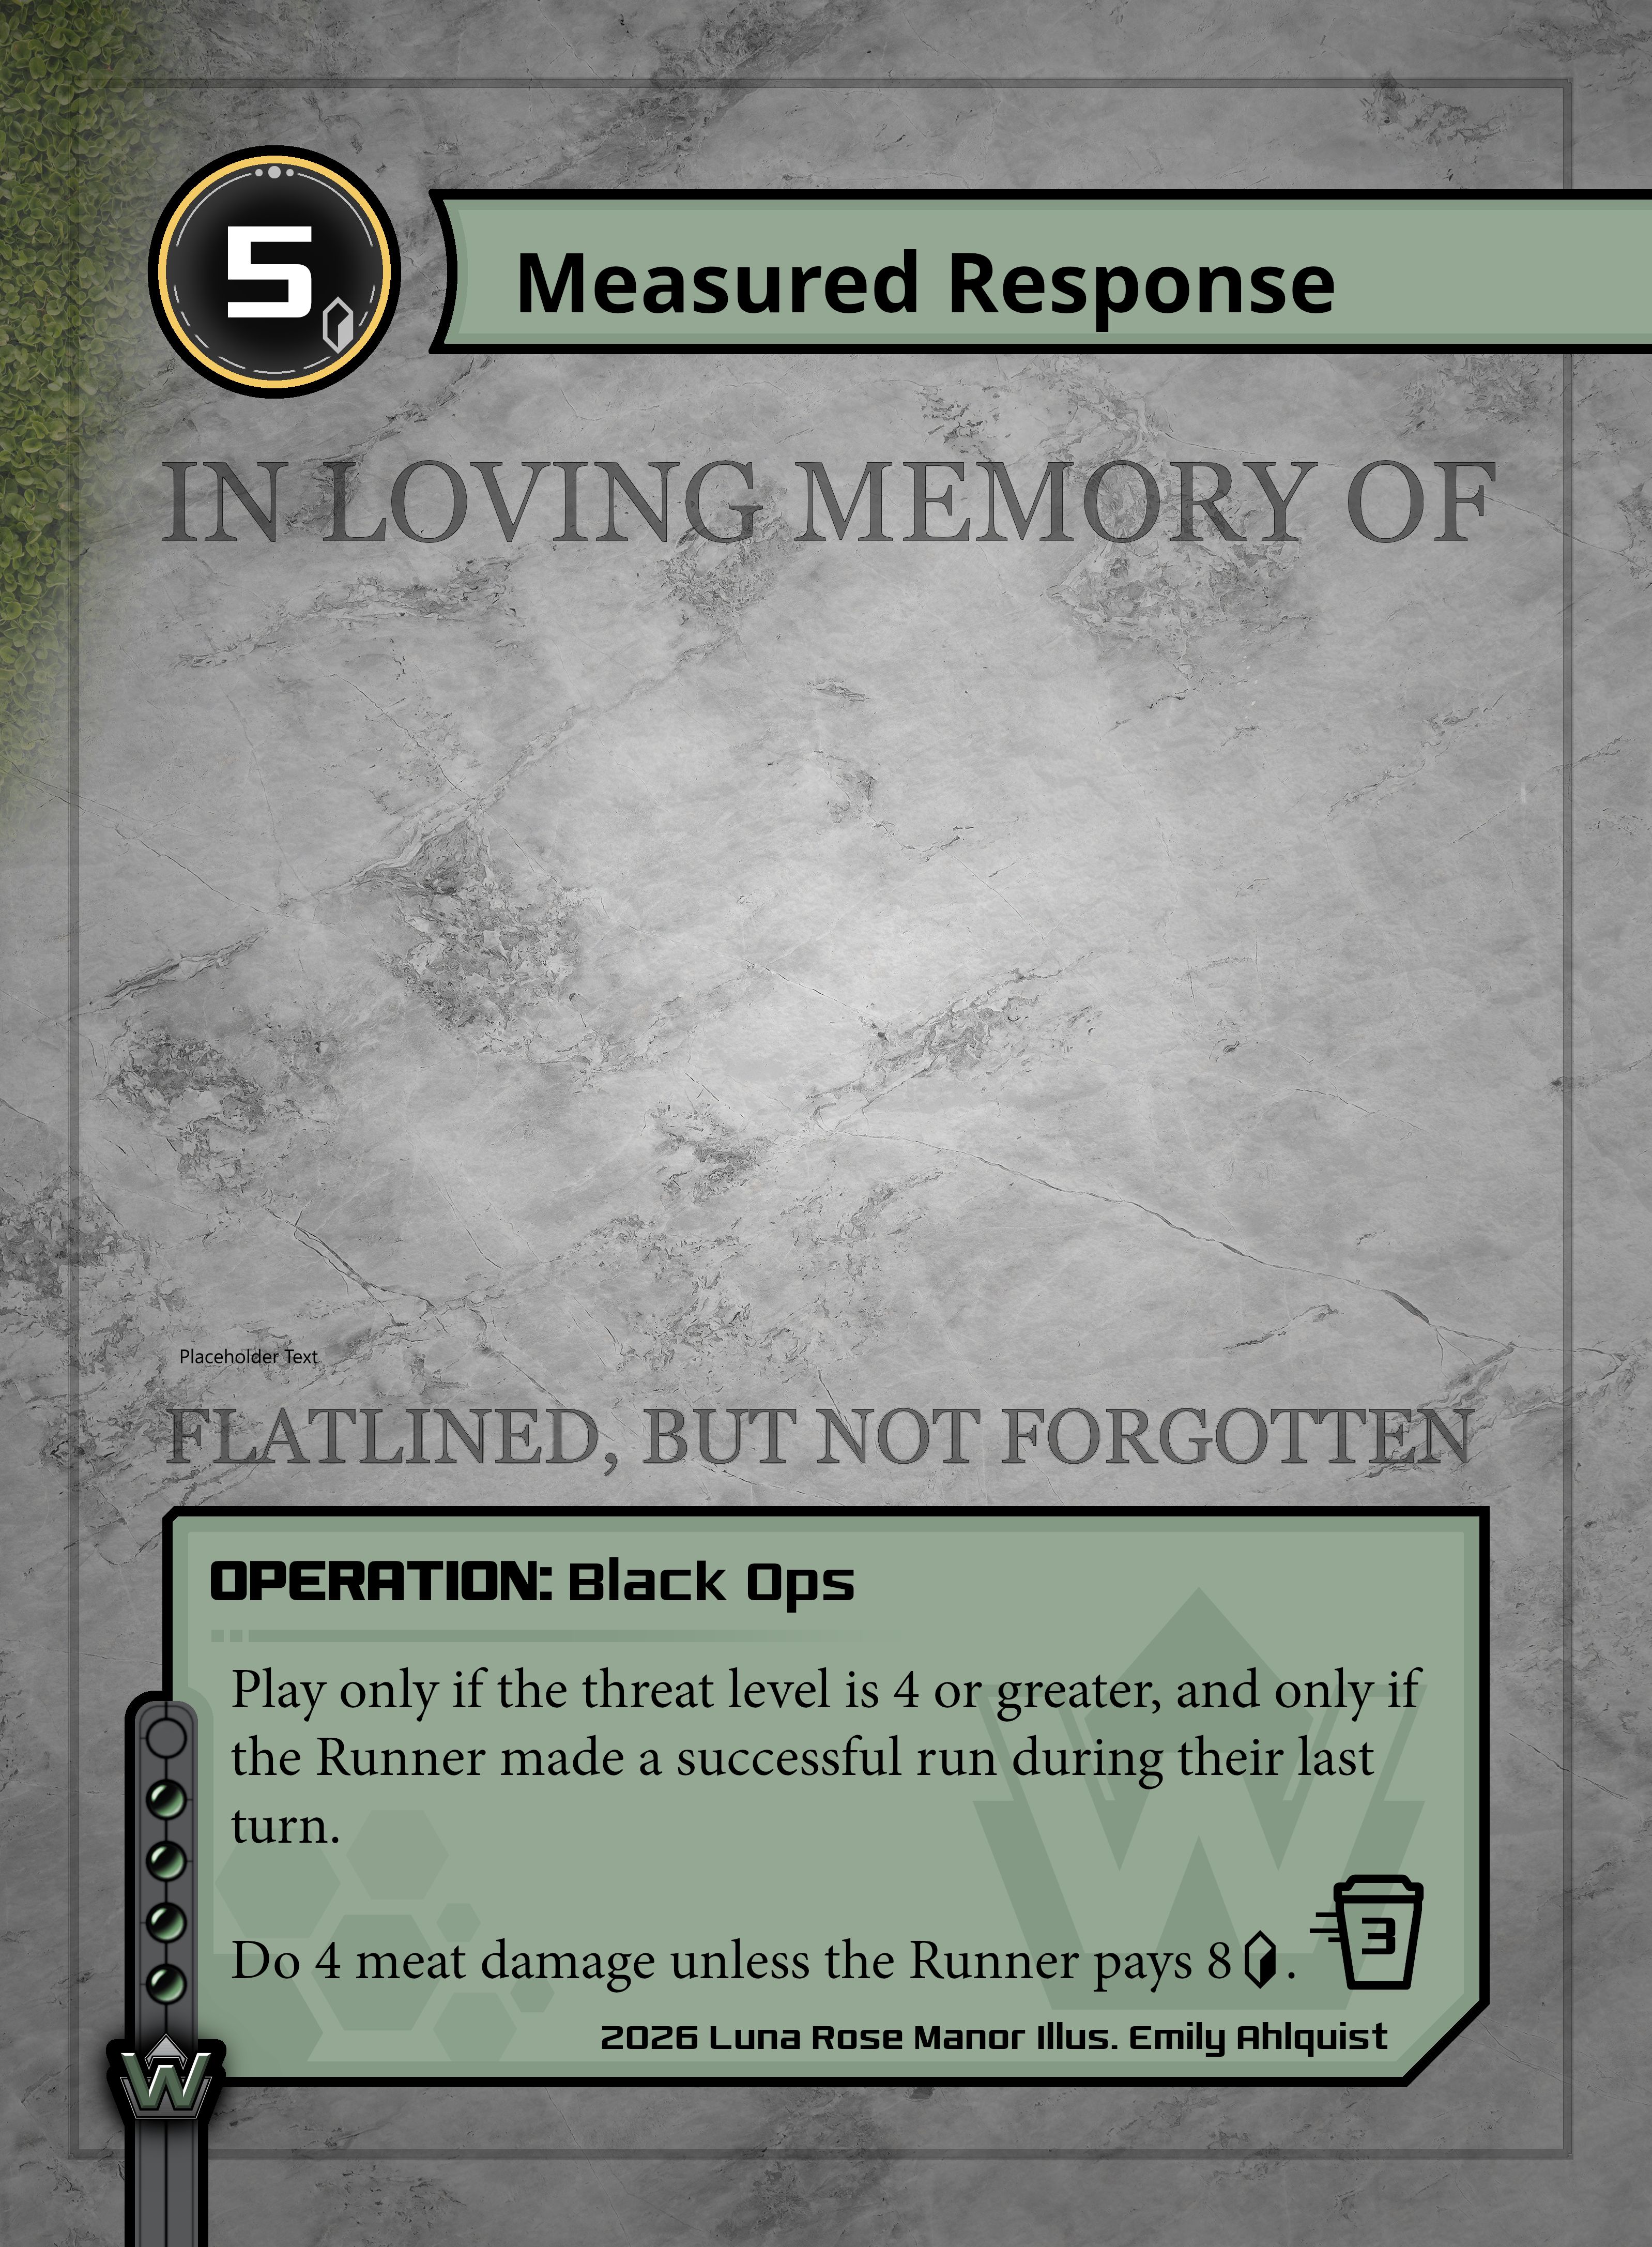 5
Measured Response
IN LOVING MEMORY OF
Placeholder Text
FLATLINED, BUT NOT FORGOTTEN
OPERATION: Black Ops
Play only if the threat level is 4 or greater, and only if
the Runner made a successful run during their last
turn.
Do 4 meat damage unless the Runner pays 8.
3
2026 Luna Rose Manor Illus. Emily Ahlquist
W